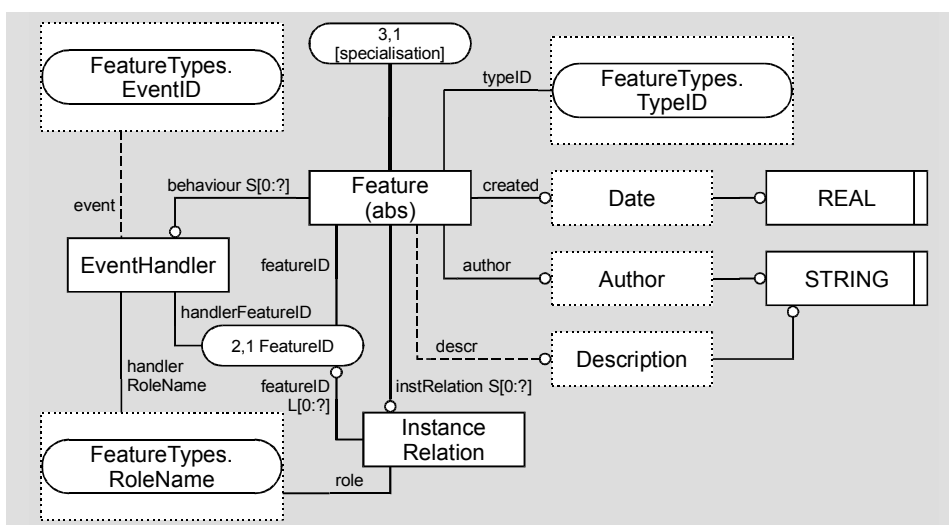 3,1
[specialisation]
FeatureTypes.
EventID
typeID
FeatureTypes.
TypeID
behaviour S[0:?]
Feature
(abs)
created
Date
REAL
event
EventHandler
featureID
author
Author
STRING
handlerFeatureID
2,1 FeatureID
descr
Description
handler
RoleName
featureID
L[0:?]
instRelation S[0:?]
Instance
Relation
FeatureTypes.
RoleName
role